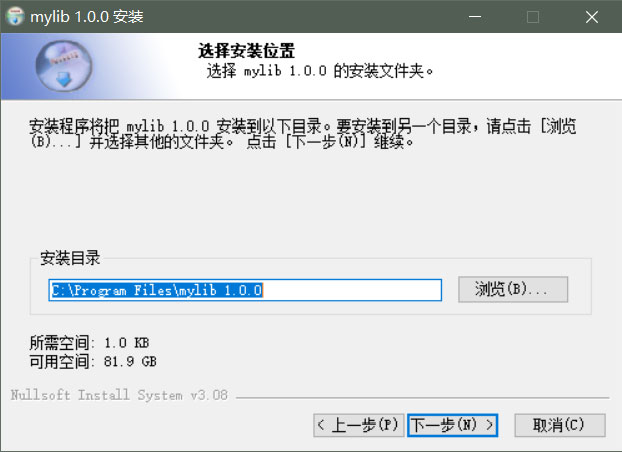 mylib 1.0.0 安装
选择安装位置
选择 mylib 1.0.0 的安装文件夹。
安装程序将把 mylib 1.0.0 安装到以下目录。要安装到另一个目录，请点击 [浏览
(B)...] 并选择其他的文件夹。 点击 [下一步(N)] 继续。
安装目录
C:\Program Files\mylib 1.0.0
浏览(B)...
所需空间: 1.0 KB
可用空间: 81.9 GB
Nullsoft Install System v3.08
< 上一步(P)
下一步(N) >
取消(C)